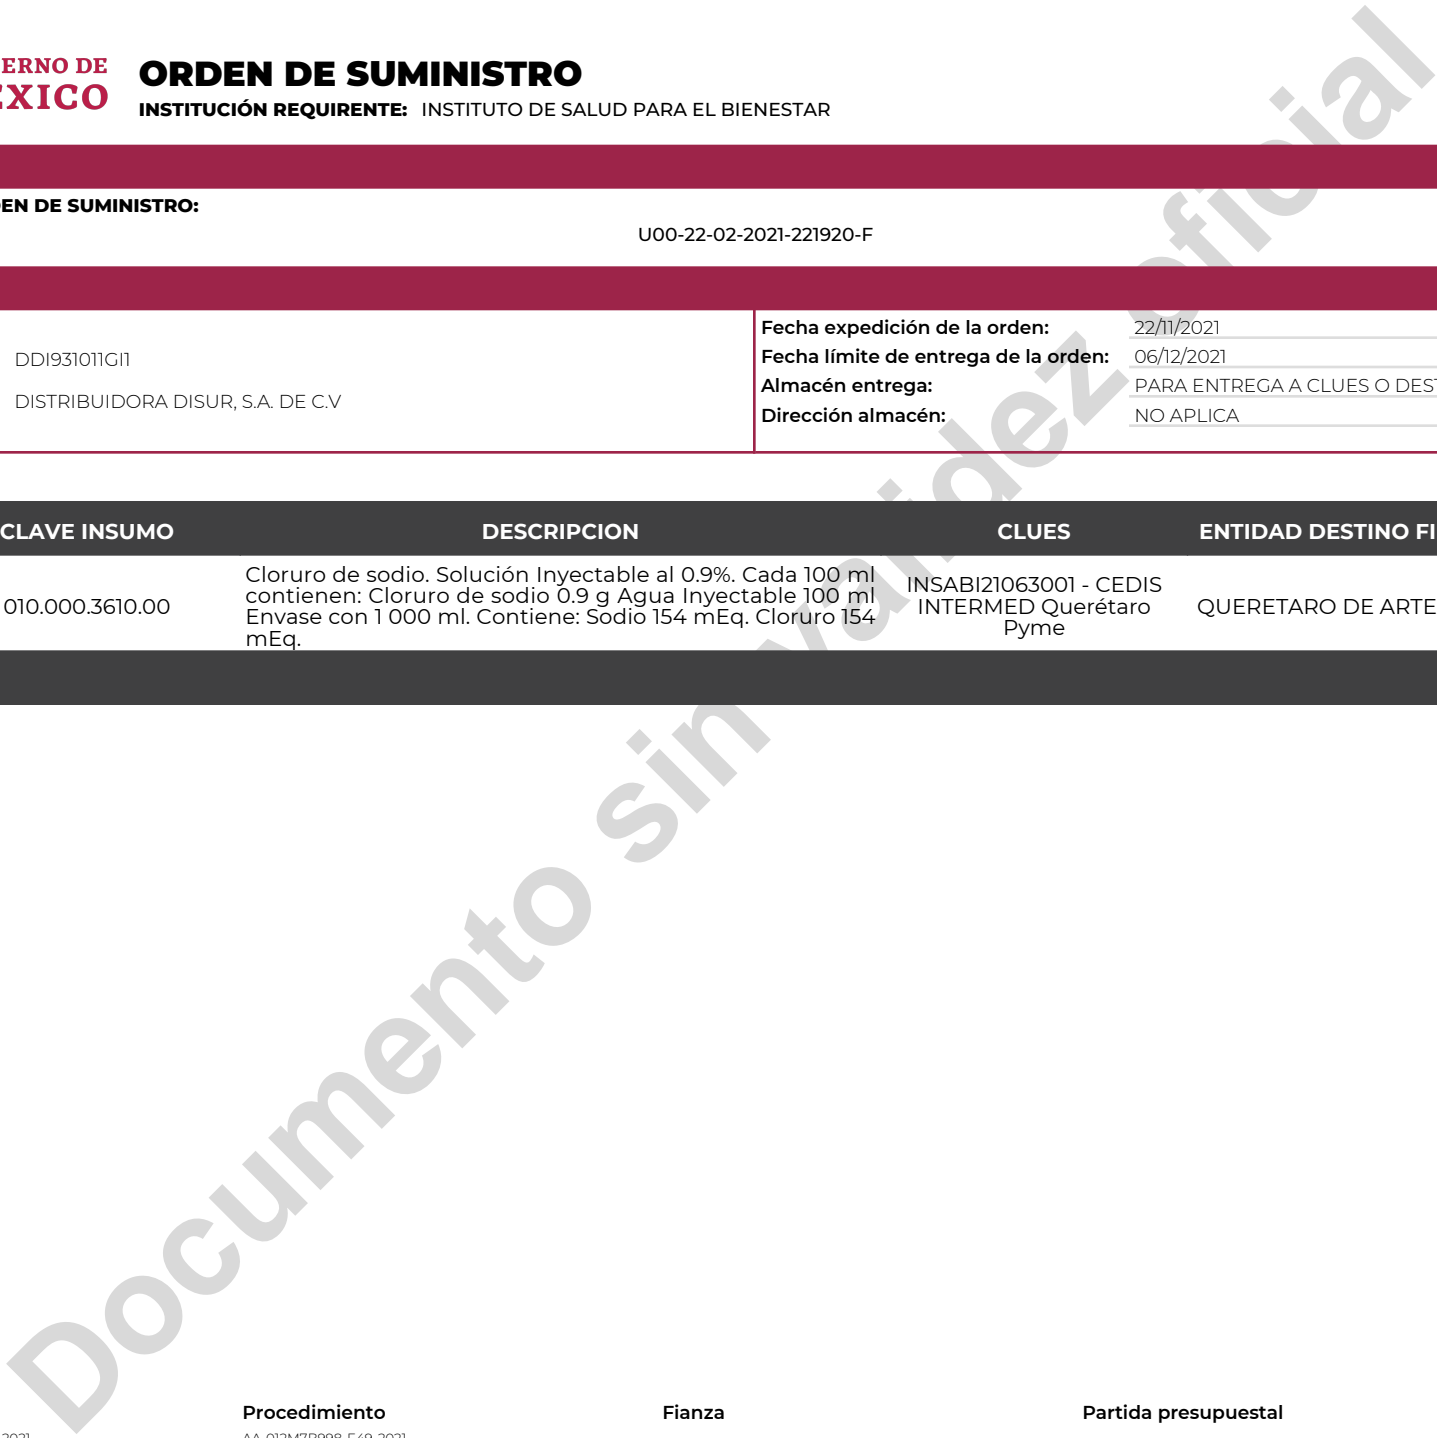 ERNO DE
EXICO
ORDEN DE SUMINISTRO
INSTITUCIÓN REQUIRENTE: INSTITUTO DE SALUD PARA EL BIENESTAR
EN DE SUMINISTRO:
U00-22-02-2021-221920-F
DDI931011GI1
DISTRIBUIDORA DISUR, S.A. DE C.V
Fecha expedición de la orden: 22/11/2021
Fecha límite de entrega de la orden: 06/12/2021
Almacén entrega: PARA ENTREGA A CLUES O DEST
Dirección almacén: NO APLICA
CLAVE INSUMO DESCRIPCION CLUES ENTIDAD DESTINO FI
010.000.3610.00
Cloruro de sodio. Solución Inyectable al 0.9%. Cada 100 ml
contienen: Cloruro de sodio 0.9 g Agua Inyectable 100 ml
Envase con 1 000 ml. Contiene: Sodio 154 mEq. Cloruro 154
mEq.
INSABI21063001 - CEDIS
INTERMED Querétaro
Pyme
QUERETARO DE ARTE
Documento sin validez oficial
Procedimiento Fianza Partida presupuestal